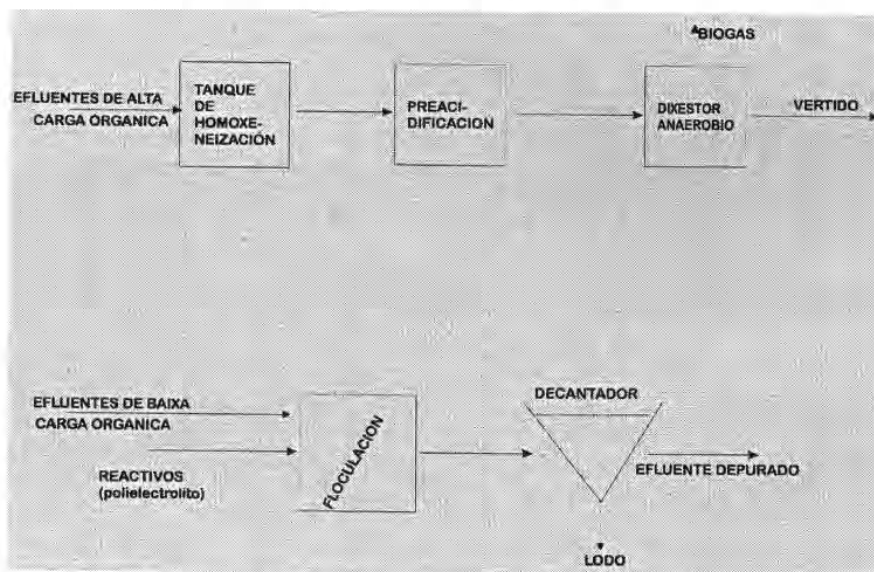 BIOGAS
EFLUENTES DE ALTA
CARGA ORGANICA
TANQUE
DE
HOMOXE-
NEIZACIÓN
PREACI-
DIFICACION
DIXESTOR
ANAEROBIO
VERTIDO
EFLUENTES DE BAIXA
CARGA ORGANICA
REACTIVOS
(polielectrolito)
FLOCULACION
DECANTADOR
EFLUENTE DEPURADO
LODO